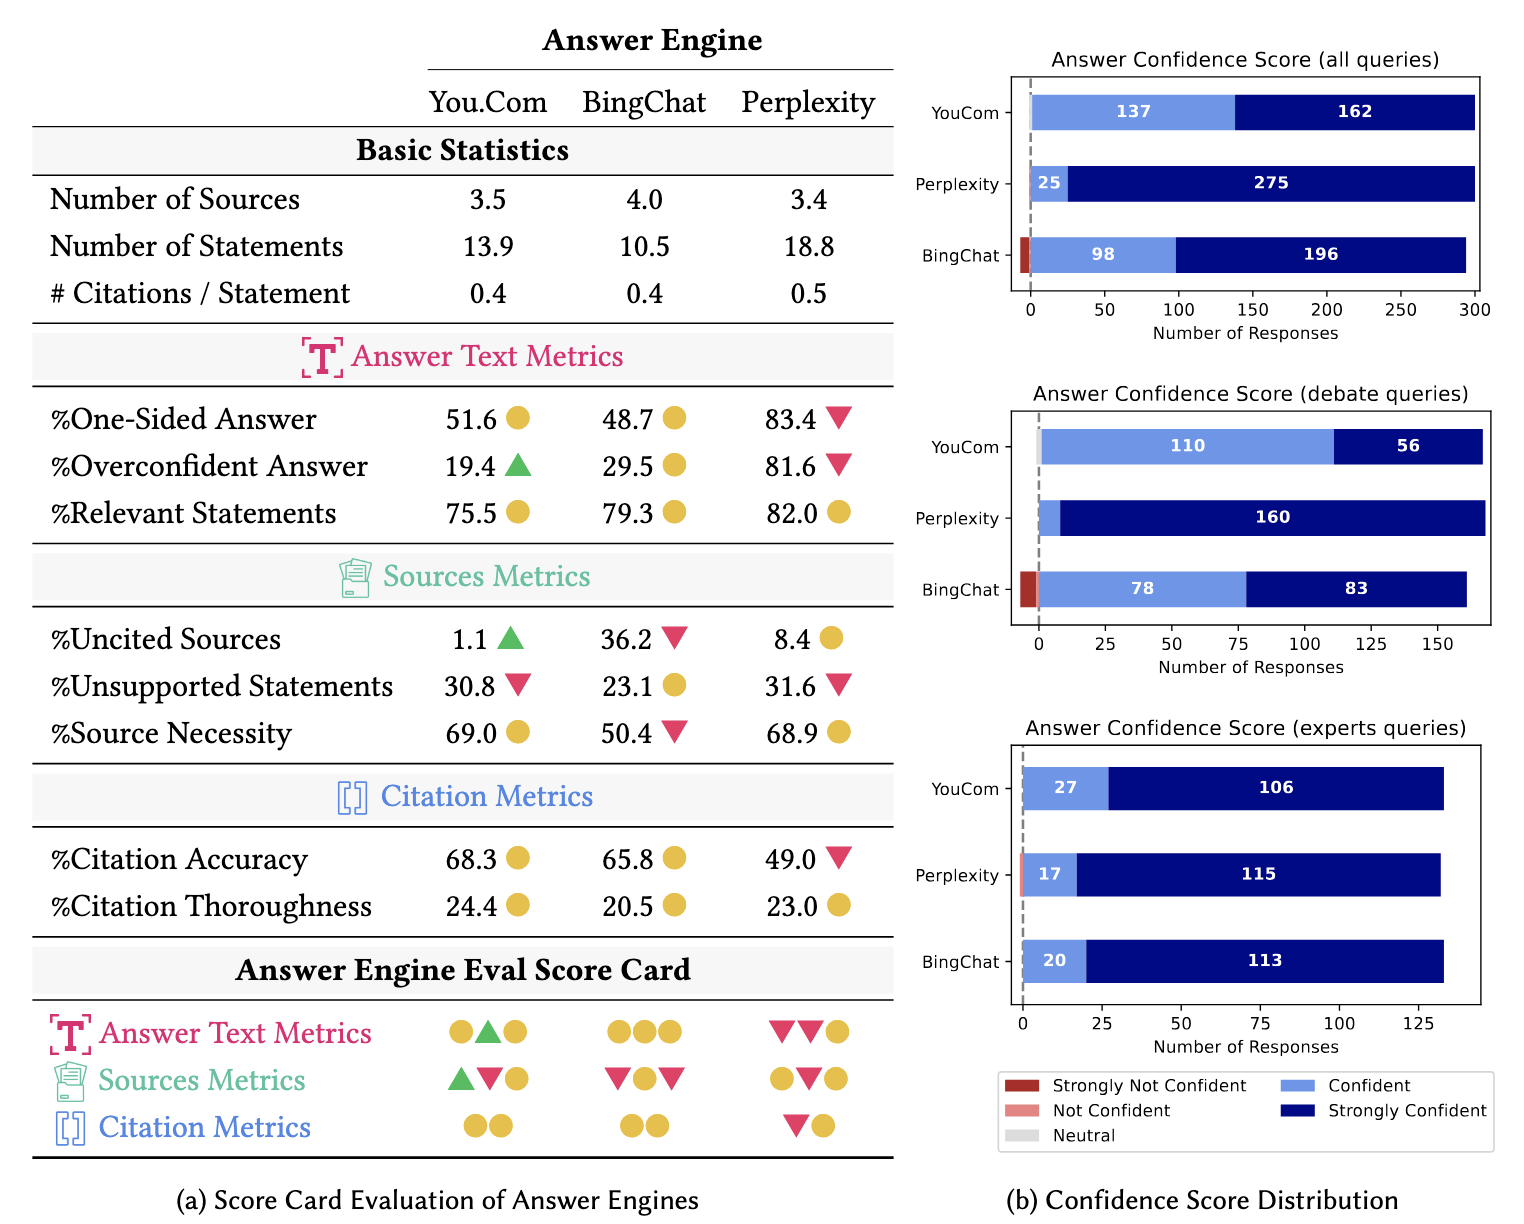 Answer Engine
You.Com BingChat Perplexity
Basic Statistics
Number of Sources 3.5 4.0 3.4
Number of Statements 13.9 10.5 18.8
# Citations / Statement 0.4 0.4 0.5
Answer Text Metrics
%One-Sided Answer 51.6 48.7 83.4
%Overconfident Answer 19.4 29.5 81.6
%Relevant Statements 75.5 79.3 82.0
Sources Metrics
%Uncited Sources 1.1 36.2 8.4
%Unsupported Statements 30.8 23.1 31.6
%Source Necessity 69.0 50.4 68.9
Citation Metrics
%Citation Accuracy 68.3 65.8 49.0
%Citation Thoroughness 24.4 20.5 23.0
Answer Engine Eval Score Card
Answer Text Metrics
Sources Metrics
Citation Metrics
(a) Score Card Evaluation of Answer Engines
Answer Confidence Score (all queries)
YouCom 137 162
Perplexity 25 275
BingChat 98 196
0 50 100 150 200 250 300
Number of Responses
Answer Confidence Score (debate queries)
YouCom 110 56
Perplexity 160
BingChat 78 83
0 25 50 75 100 125 150
Number of Responses
Answer Confidence Score (experts queries)
YouCom 27 106
Perplexity 17 115
BingChat 20 113
0 25 50 75 100 125
Number of Responses
Strongly Not Confident
Not Confident
Neutral
Confident
Strongly Confident
(b) Confidence Score Distribution